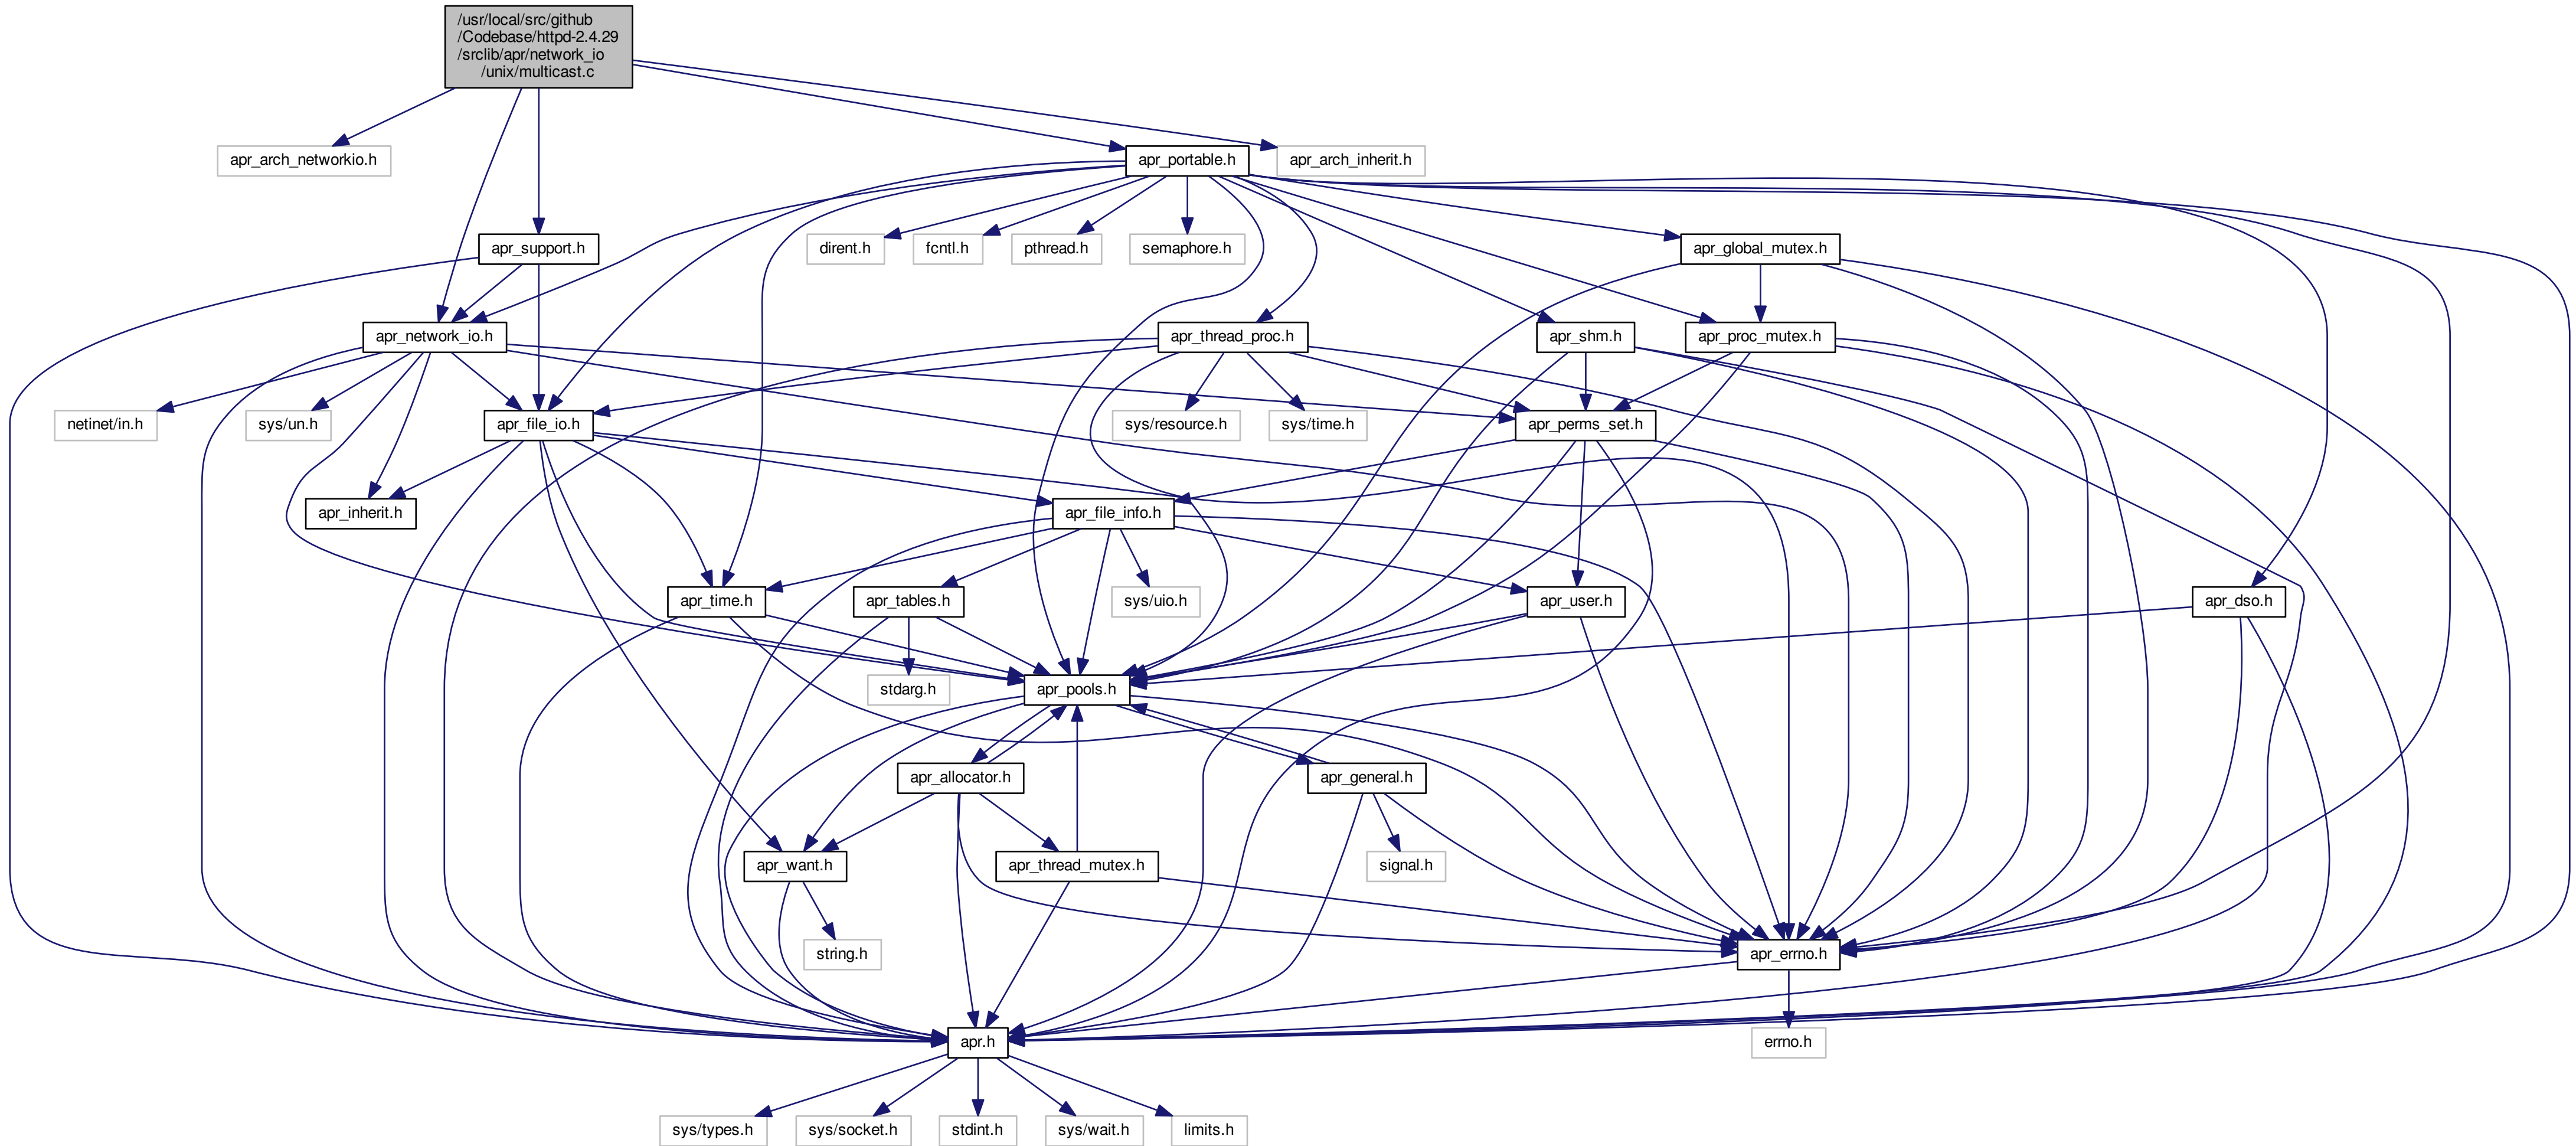 /usr/local/src/github
/Codebase/httpd-2.4.29
/srclib/apr/network_io
/unix/multicast.c
apr_arch_networkio.h
apr_portable.h
apr_arch_inherit.h
apr_support.h
dirent.h
fcntl.h
pthread.h
semaphore.h
apr_global_mutex.h
apr_network_io.h
apr_thread_proc.h
apr_shm.h
apr_proc_mutex.h
netinet/in.h
sys/un.h
apr_file_io.h
sys/resource.h
sys/time.h
apr_perms_set.h
apr_inherit.h
apr_file_info.h
apr_time.h
apr_tables.h
sys/uio.h
apr_user.h
apr_dso.h
stdarg.h
apr_pools.h
apr_allocator.h
apr_general.h
apr_want.h
apr_thread_mutex.h
signal.h
string.h
apr_errno.h
apr.h
errno.h
sys/types.h
sys/socket.h
stdint.h
sys/wait.h
limits.h